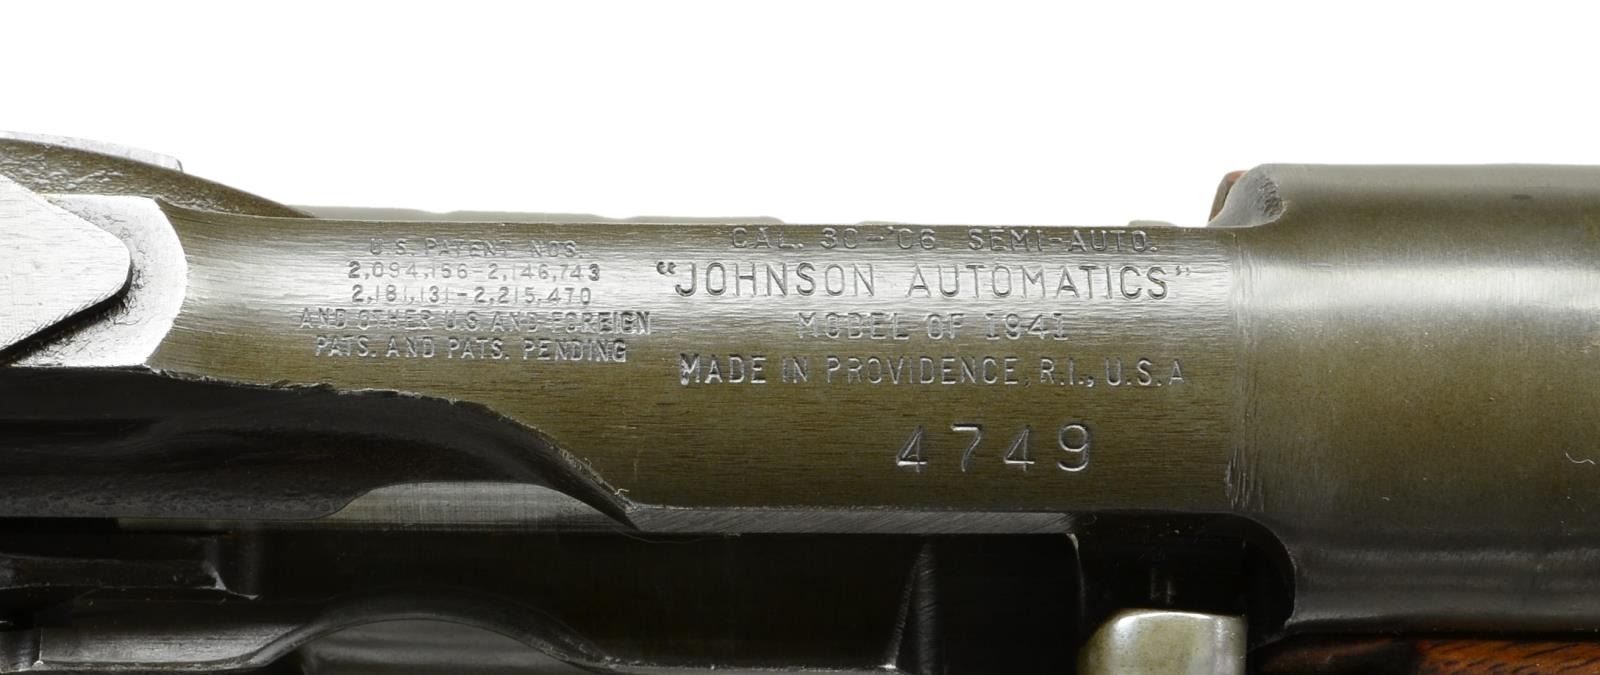 U.S. PATENT NOS.
2,094,156-2,146,743
2,181,131-2,215,470
AND OTHER U.S. AND FOREIGN
PATS. AND PATS. PENDING
CAL. 30-'06 SEMI-AUTO.
"JOHNSON AUTOMATICS"
MODEL OF 1941
MADE IN PROVIDENCE, R.I., U.S.A
4749